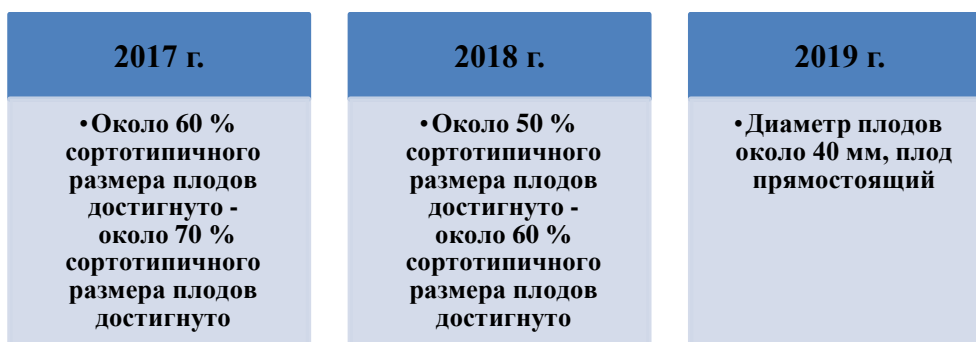 2017 г.
•Около 60 %
сортотипичного
размера плодов
достигнуто -
около 70 %
сортотипичного
размера плодов
достигнуто
2018 г.
•Около 50 %
сортотипичного
размера плодов
достигнуто -
около 60 %
сортотипичного
размера плодов
достигнуто
2019 г.
•Диаметр плодов
около 40 мм, плод
прямостоящий